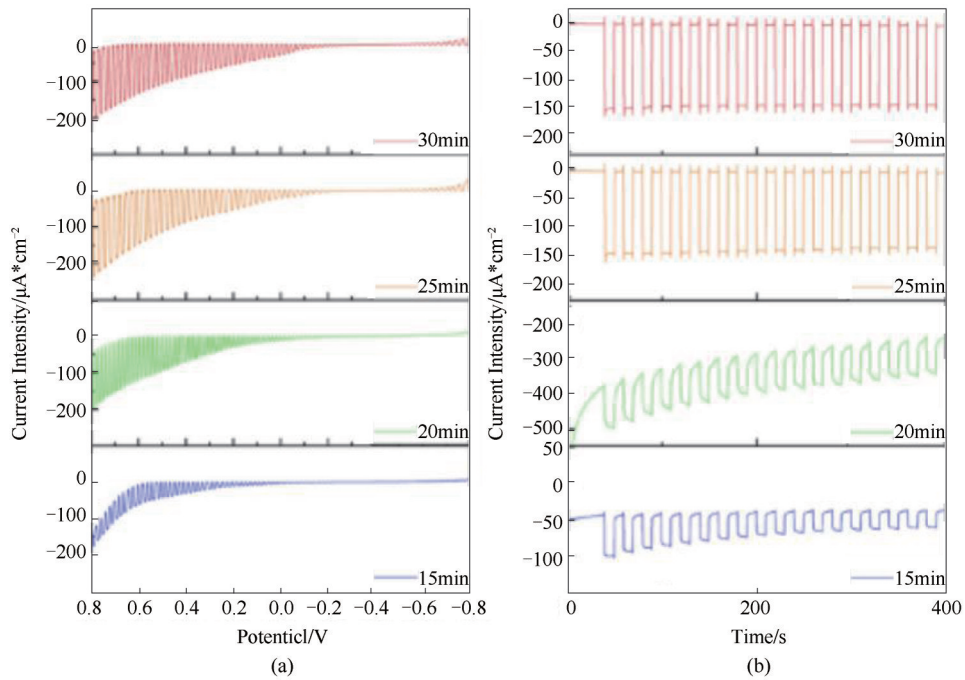 Current Intensity/μA*cm⁻²
0
−100
−200
30min
0
−100
−200
25min
0
−100
−200
20min
0
−100
−200
15min
0.8 0.6 0.4 0.2 0.0 −0.2 −0.4 −0.6 −0.8
Potenticl/V
(a)
Current Intensity/μA*cm⁻²
0
−50
−100
−150
−200
30min
0
−50
−100
−150
−200
25min
−200
−300
−400
−500
20min
50
0
−50
−100
15min
0 200 400
Time/s
(b)